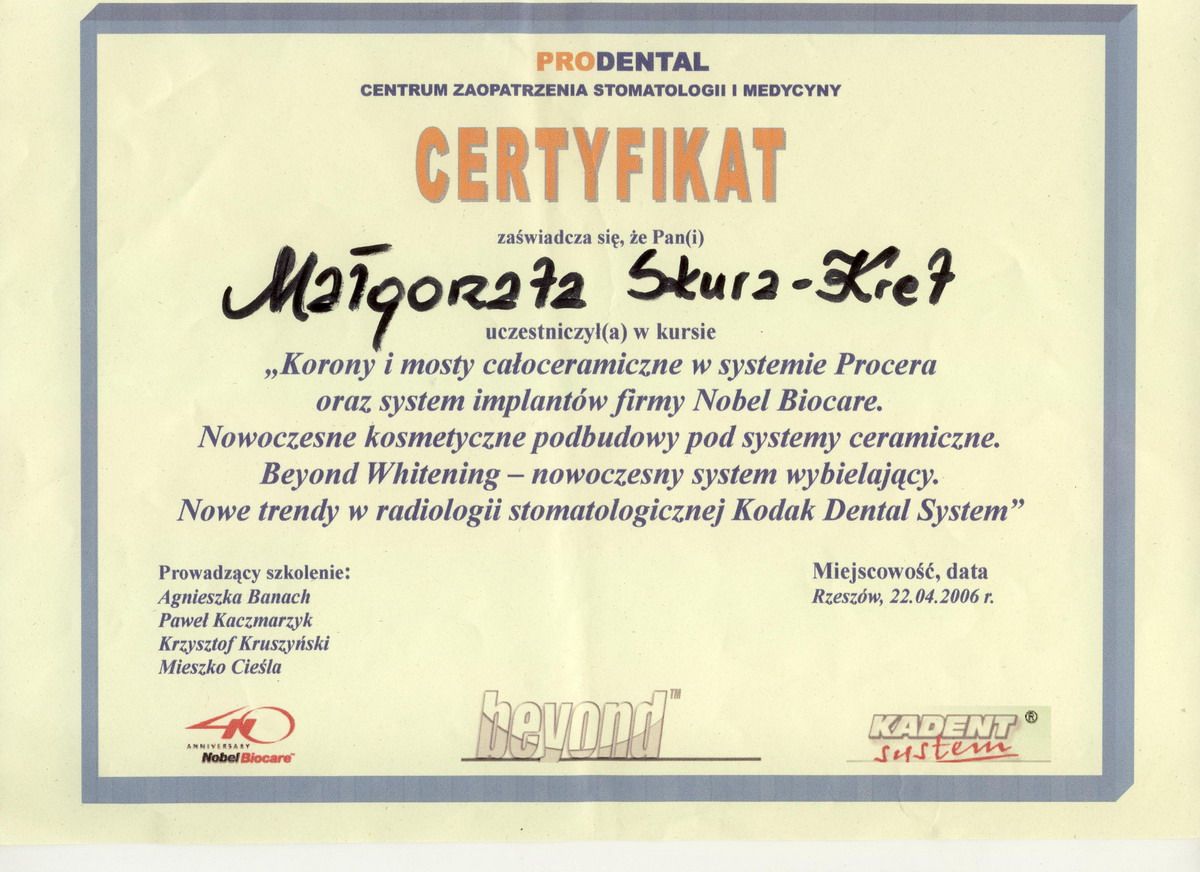 PRODENTAL
CENTRUM ZAOPATRZENIA STOMATOLOGII I MEDYCYNY
CERTYFIKAT
zaświadcza się, że Pan(i)
Małgorzata Skura-Kret
uczestniczył(a) w kursie
„Korony i mosty całoceramiczne w systemie Procera
oraz system implantów firmy Nobel Biocare.
Nowoczesne kosmetyczne podbudowy pod systemy ceramiczne.
Beyond Whitening – nowoczesny system wybielający.
Nowe trendy w radiologii stomatologicznej Kodak Dental System”
Prowadzący szkolenie:
Agnieszka Banach
Paweł Kaczmarzyk
Krzysztof Kruszyński
Mieszko Cieśla
Miejscowość, data
Rzeszów, 22.04.2006 r.
40
ANNIVERSARY
Nobel Biocare™
beyond™
KADENT®
system